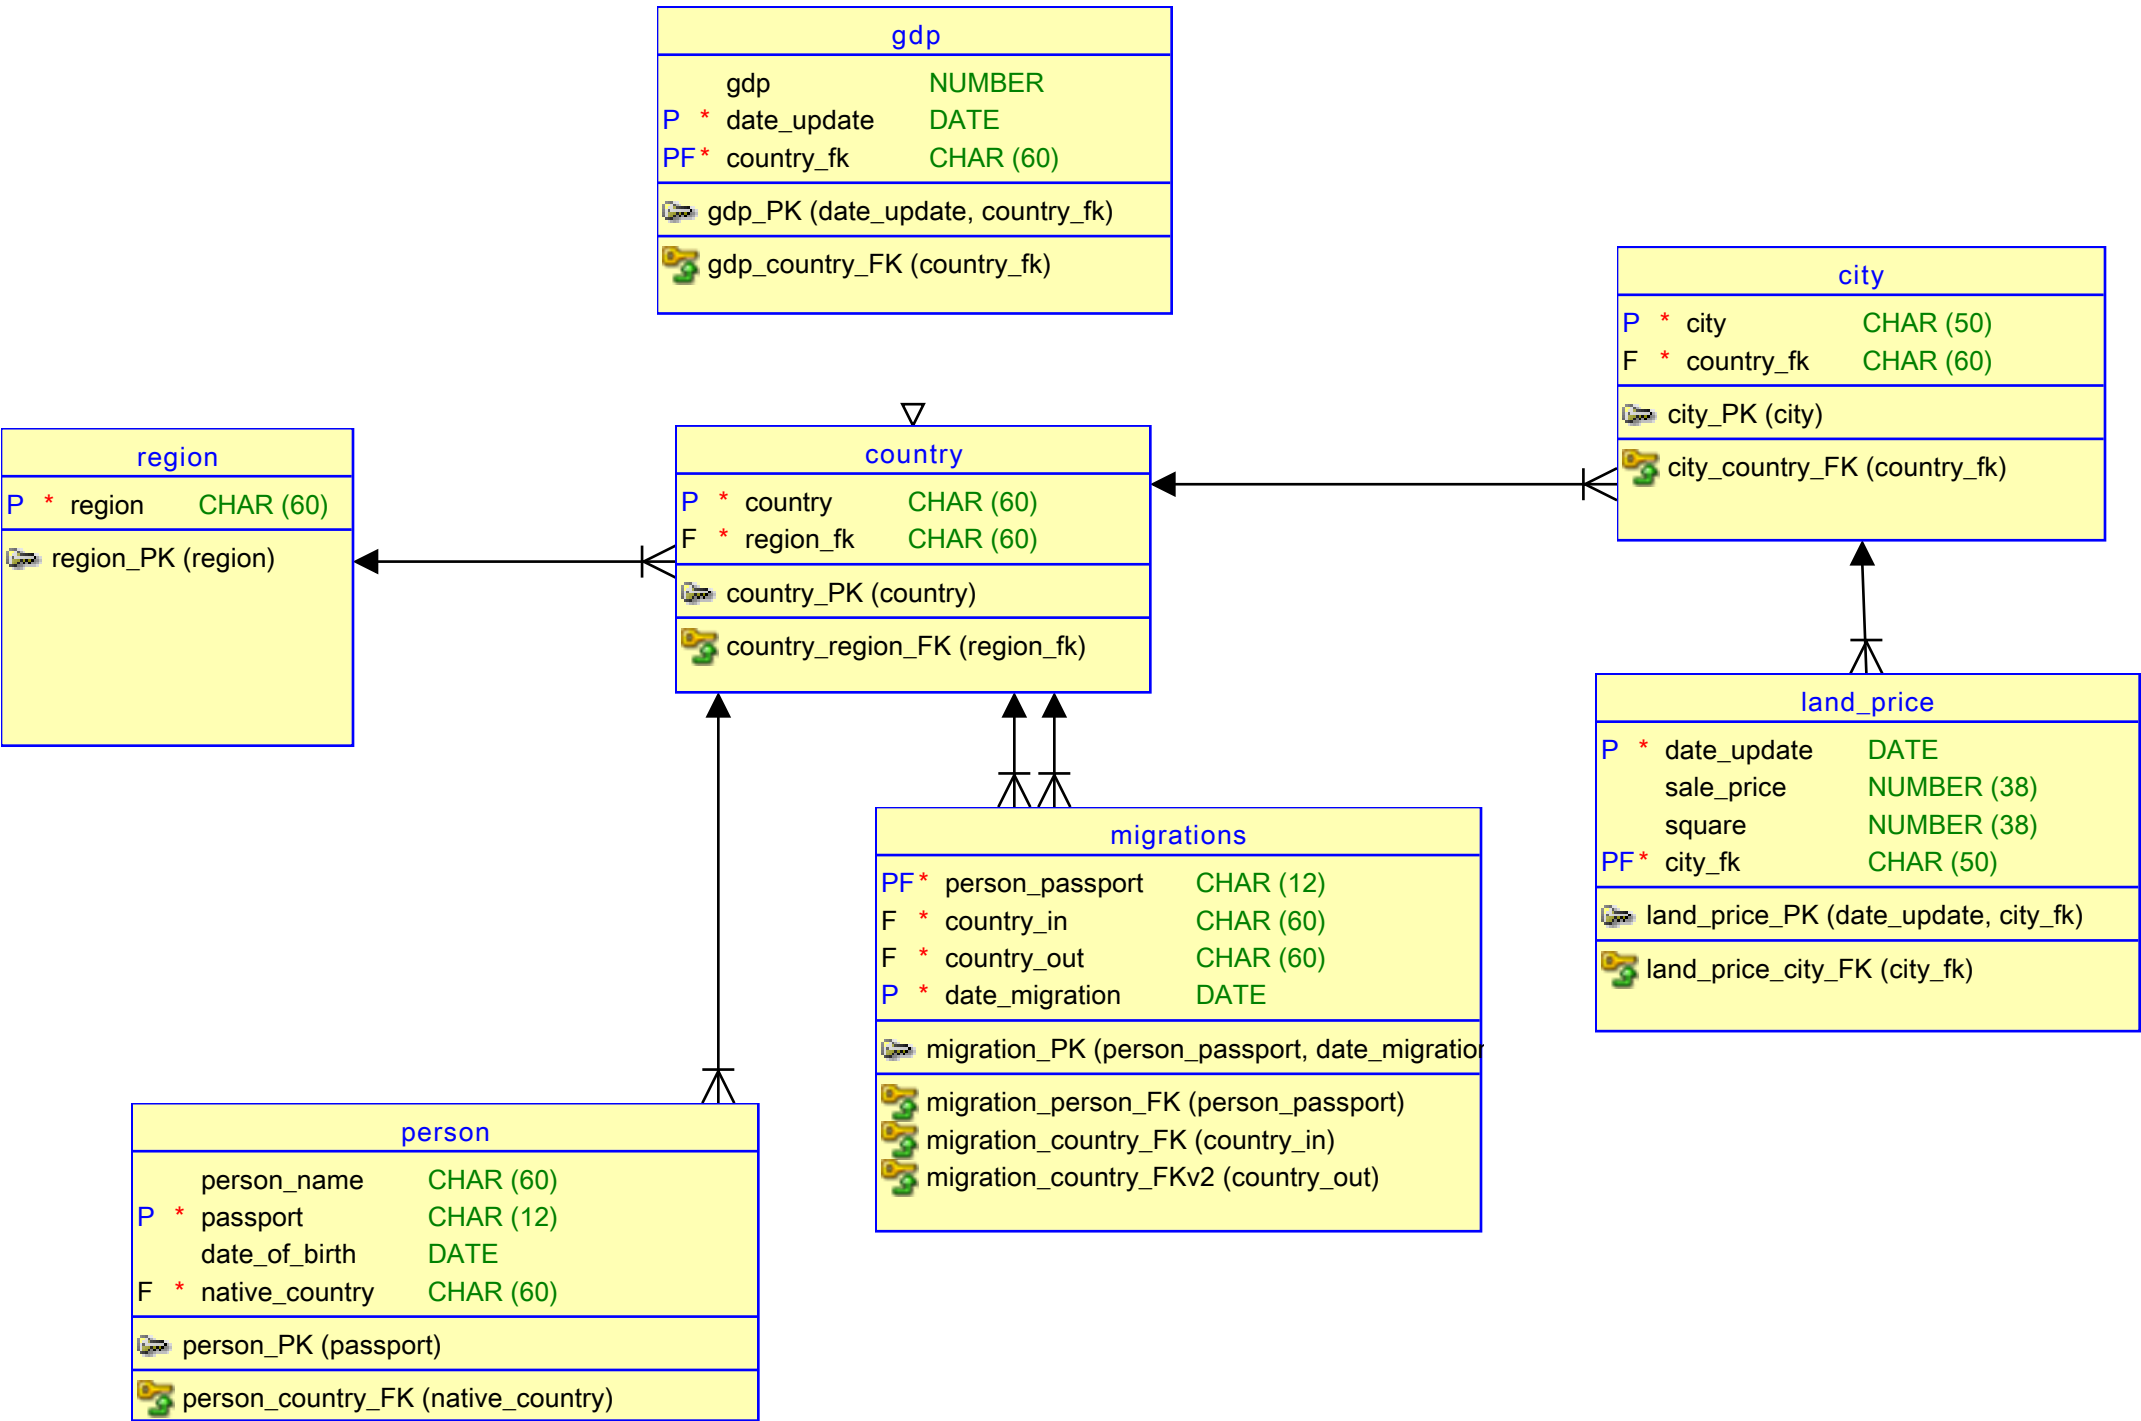 gdp
gdp NUMBER
P * date_update DATE
PF * country_fk CHAR (60)
gdp_PK (date_update, country_fk)
gdp_country_FK (country_fk)
city
P * city CHAR (50)
F * country_fk CHAR (60)
city_PK (city)
city_country_FK (country_fk)
region
P * region CHAR (60)
region_PK (region)
country
P * country CHAR (60)
F * region_fk CHAR (60)
country_PK (country)
country_region_FK (region_fk)
land_price
P * date_update DATE
sale_price NUMBER (38)
square NUMBER (38)
PF * city_fk CHAR (50)
land_price_PK (date_update, city_fk)
land_price_city_FK (city_fk)
migrations
PF * person_passport CHAR (12)
F * country_in CHAR (60)
F * country_out CHAR (60)
P * date_migration DATE
migration_PK (person_passport, date_migration
migration_person_FK (person_passport)
migration_country_FK (country_in)
migration_country_FKv2 (country_out)
person
person_name CHAR (60)
P * passport CHAR (12)
date_of_birth DATE
F * native_country CHAR (60)
person_PK (passport)
person_country_FK (native_country)